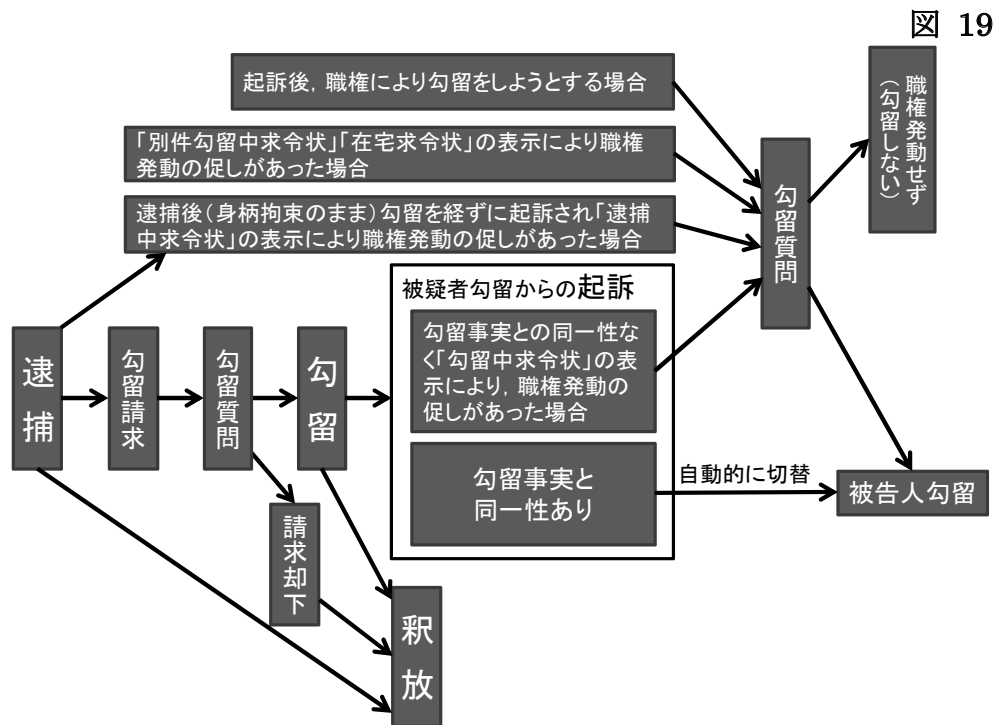 図 19
起訴後，職権により勾留をしようとする場合
「別件勾留中求令状」「在宅求令状」の表示により職権
発動の促しがあった場合
逮捕後（身柄拘束のまま）勾留を経ずに起訴され「逮捕
中求令状」の表示により職権発動の促しがあった場合
職権発動せず
（勾留しない）
勾留質問
被疑者勾留からの起訴
勾留事実との同一性な
く「勾留中求令状」の表
示により，職権発動の
促しがあった場合
逮捕
勾留請求
勾留質問
勾留
勾留事実と
同一性あり
自動的に切替
被告人勾留
請求却下
釈放